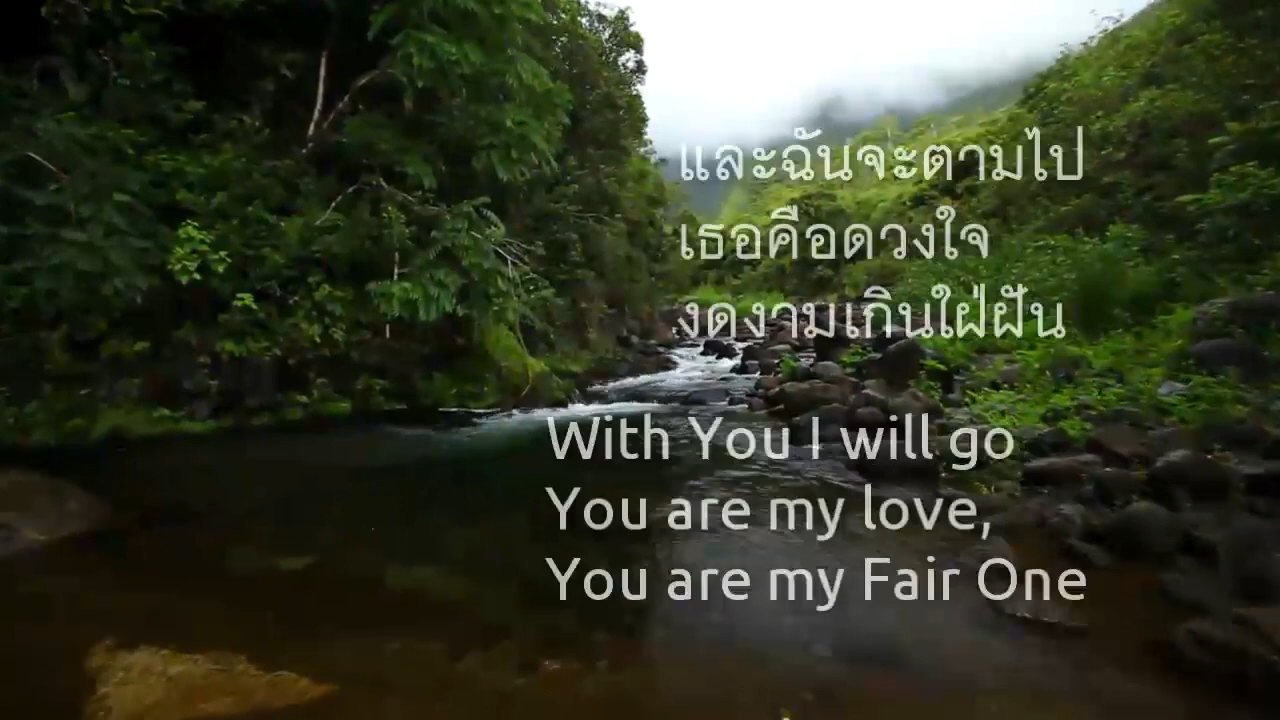 และฉันจะตามไป
เธอคือดวงใจ
งดงามเกินใฝ่ฝัน
With You I will go
You are my love,
You are my Fair One